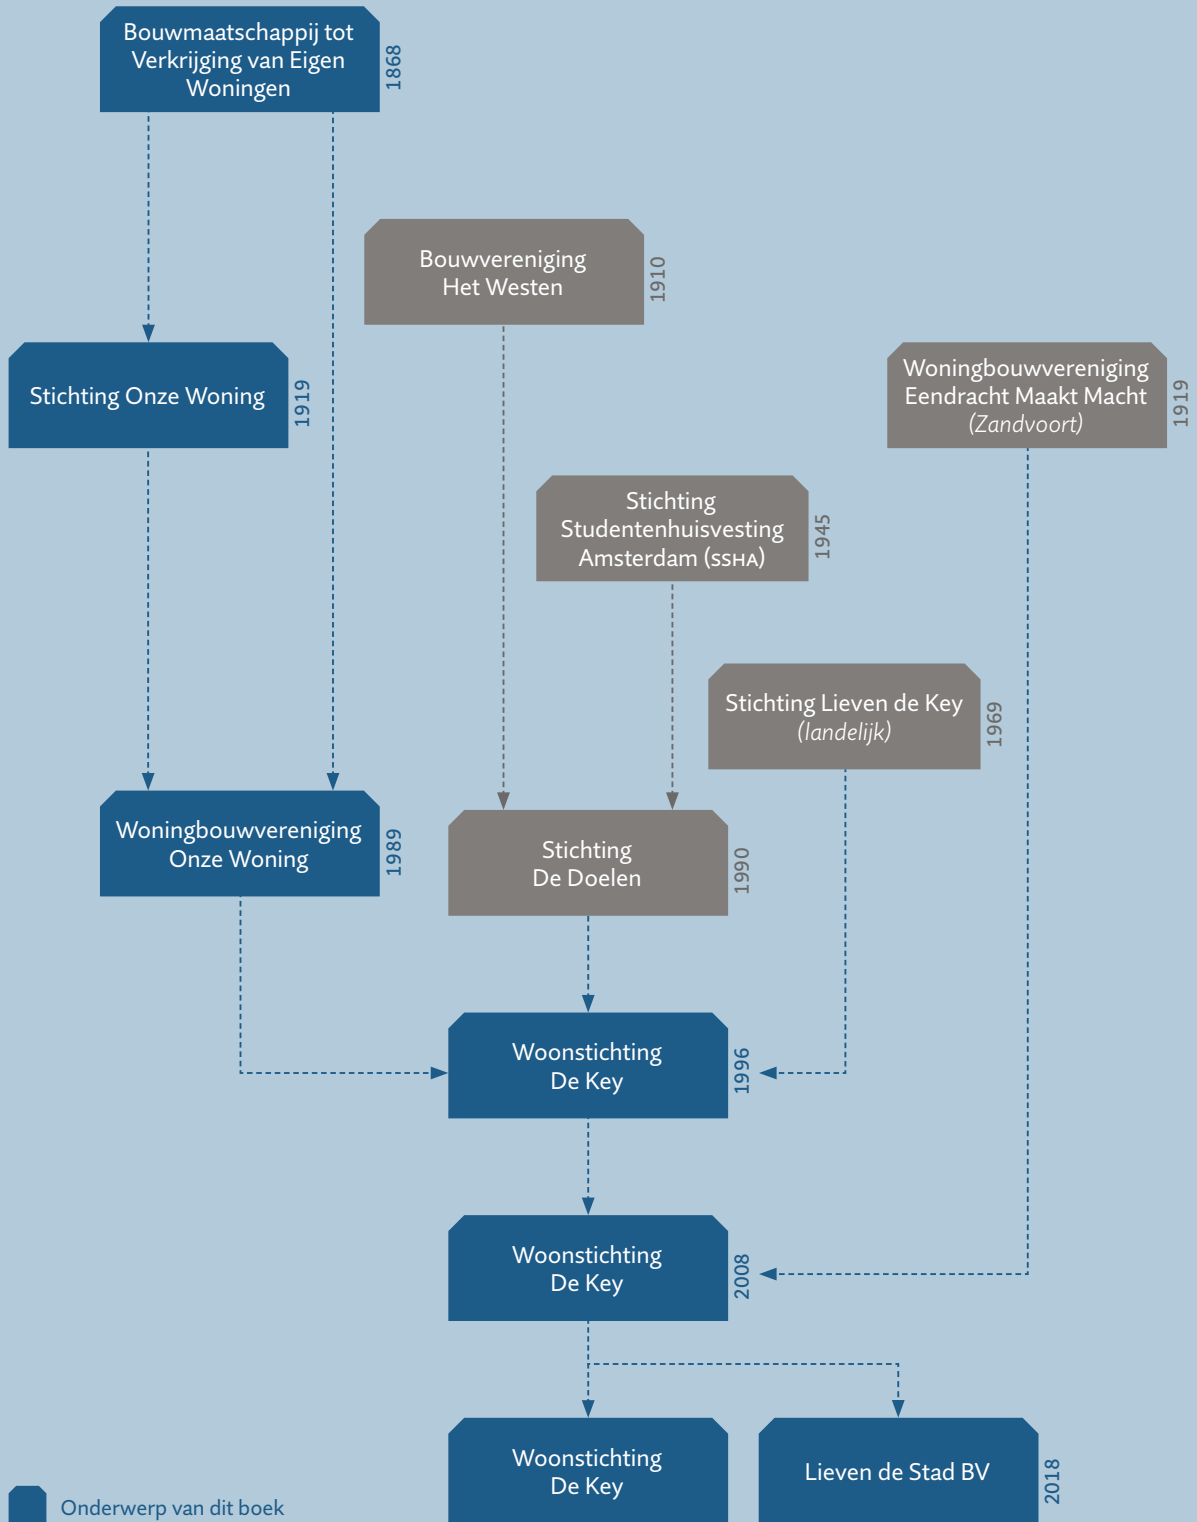 Bouwmaatschappij tot
Verkrijging van Eigen
Woningen
1868
Bouwvereniging
Het Westen
1910
Stichting Onze Woning
1919
Woningbouwvereniging
Eendracht Maakt Macht
(Zandvoort)
1919
Stichting
Studentenhuisvesting
Amsterdam (SSHA)
1945
Stichting Lieven de Key
(landelijk)
1969
Woningbouwvereniging
Onze Woning
1989
Stichting
De Doelen
1990
Woonstichting
De Key
1996
Woonstichting
De Key
2008
Woonstichting
De Key
Lieven de Stad BV
2018
Onderwerp van dit boek